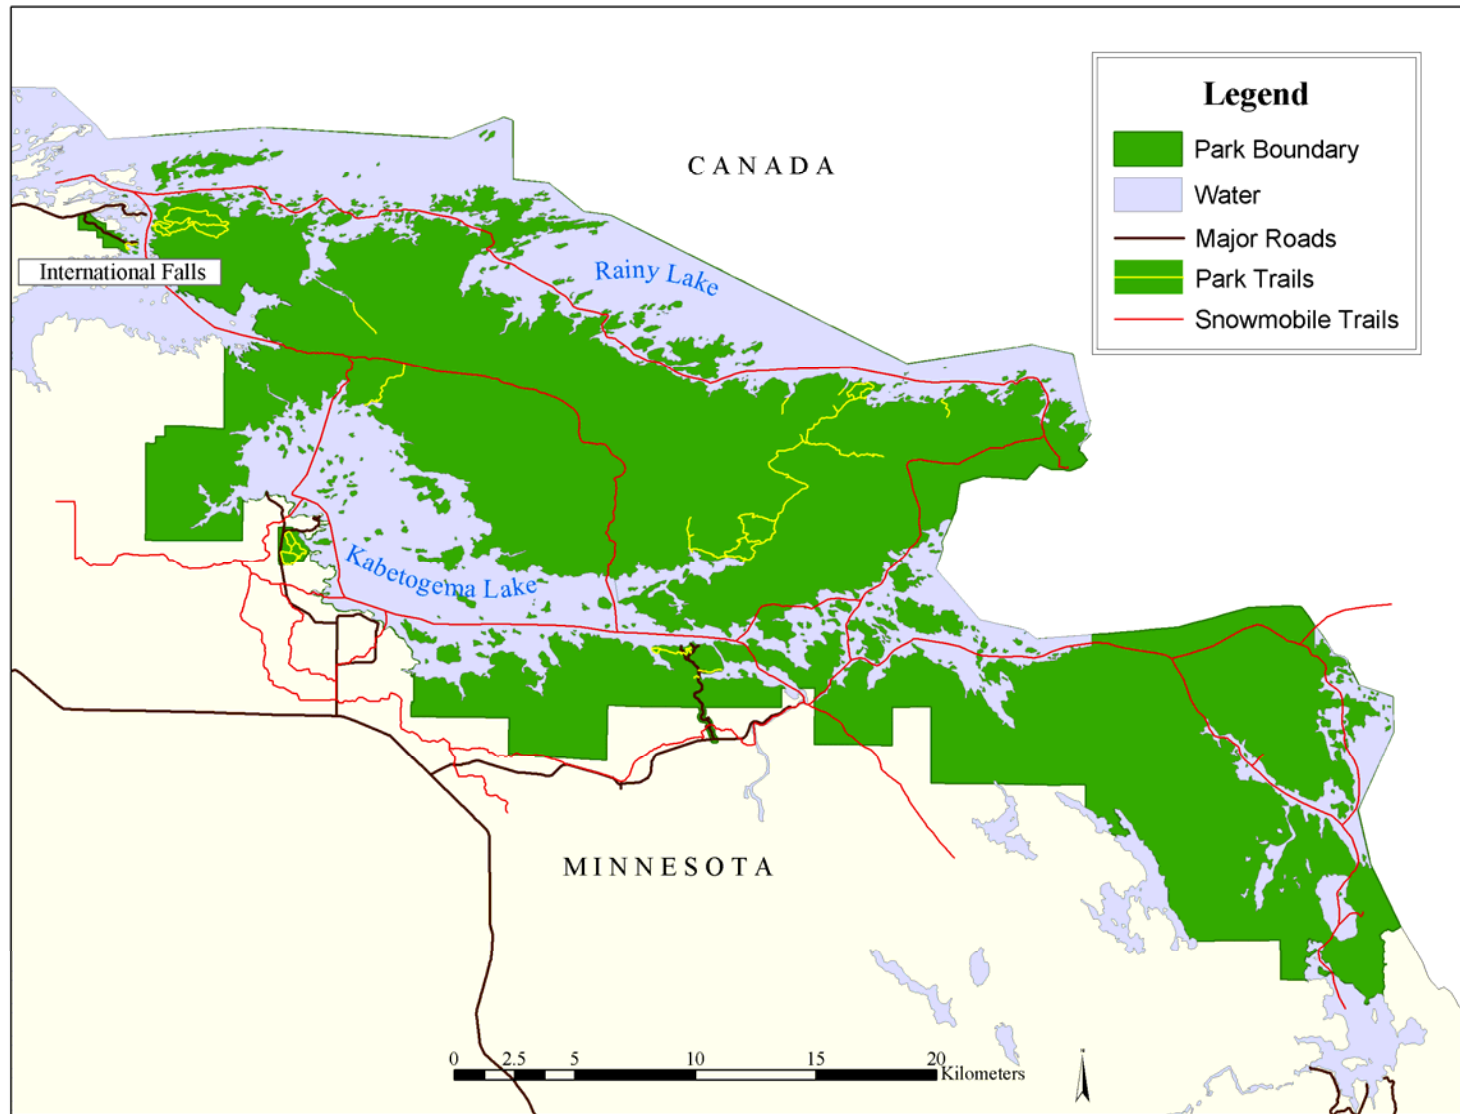 Legend
Park Boundary
Water
Major Roads
Park Trails
Snowmobile Trails
CANADA
Rainy Lake
International Falls
Kabetogema Lake
MINNESOTA
0 2.5 5 10 15 20
Kilometers